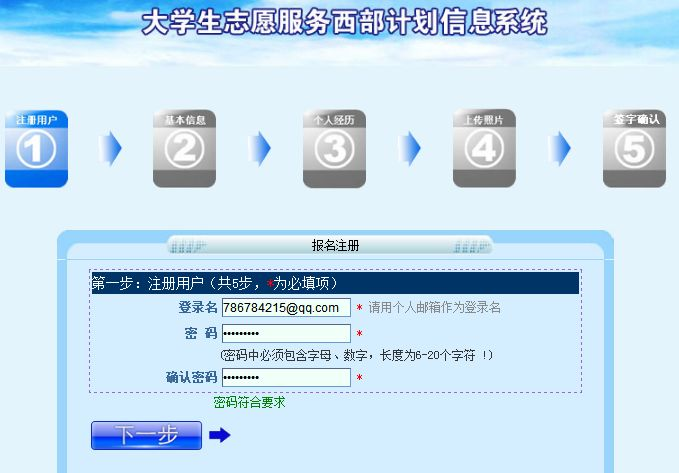 大学生志愿服务西部计划信息系统
注册用户 基本信息 个人经历 上传照片 签字确认
1 2 3 4 5
报名注册
第一步：注册用户（共5步，*为必填项）
登录名 786784215@qq.com * 请用个人邮箱作为登录名
密 码 ••••••••• *
(密码中必须包含字母、数字，长度为6-20个字符 !)
确认密码 ••••••••• *
密码符合要求
下一步